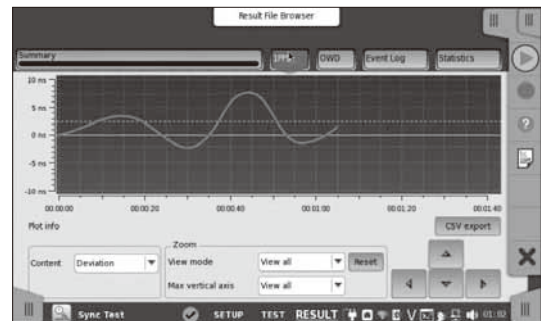 Result File Browser
Summary
1PPS
OWD
Event Log
Statistics
10 ns
5 ns
0 ns
-5 ns
-10 ns
00:00:00
00:00:20
00:00:40
00:01:00
00:01:20
00:01:40
Plot info
CSV export
Zoom
Content
Deviation
View mode
View all
Reset
Max vertical axis
View all
Sync Test
SETUP
TEST
RESULT